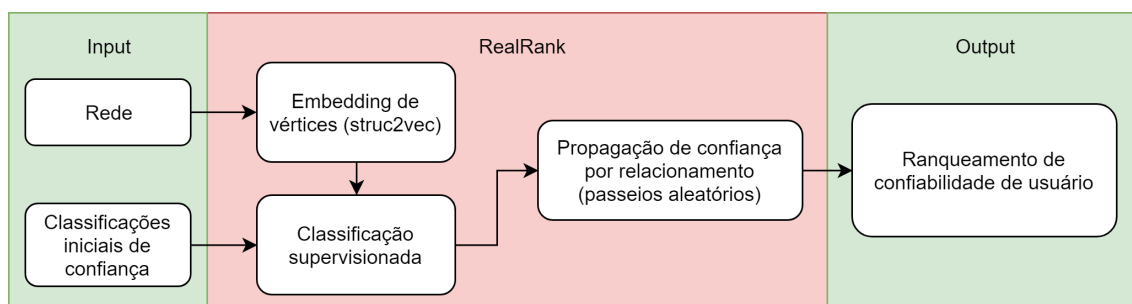 Input
RealRank
Output
Rede
Embedding de
vértices (struc2vec)
Propagação de confiança
por relacionamento
(passeios aleatórios)
Ranqueamento de
confiabilidade de usuário
Classificações
iniciais de
confiança
Classificação
supervisionada